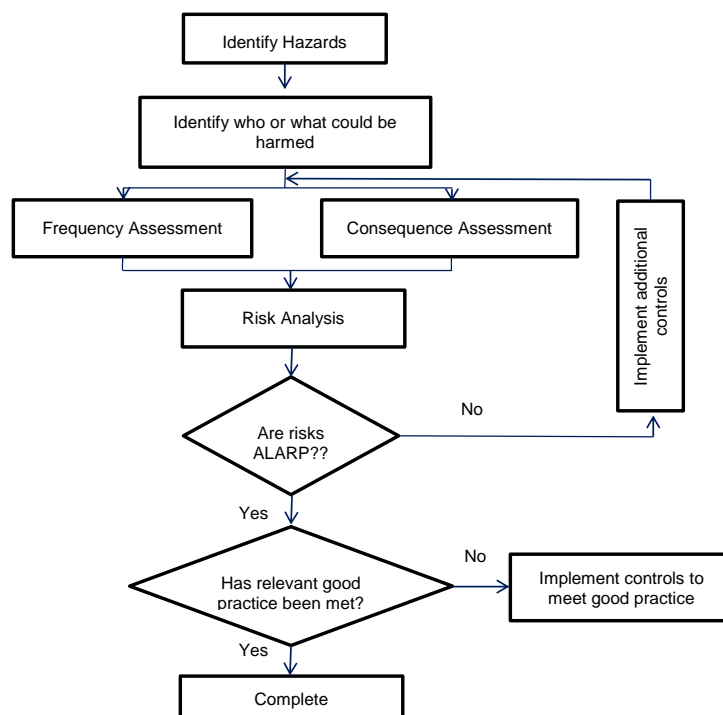 Identify Hazards
Identify who or what could be
harmed
Frequency Assessment
Consequence Assessment
Implement additional
controls
Risk Analysis
No
Are risks
ALARP??
Yes
No
Has relevant good
practice been met?
Implement controls to
meet good practice
Yes
Complete